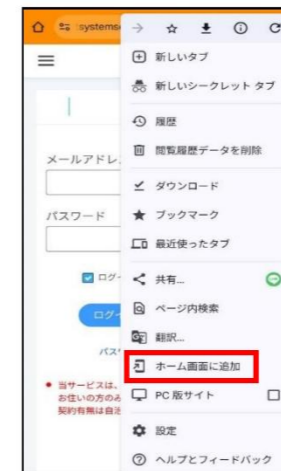 systems
新しいタブ
新しいシークレット タブ
履歴
閲覧履歴データを削除
メールアドレ
ダウンロード
パスワード
ブックマーク
最近使ったタブ
ログ
共有...
ログ
ページ内検索
翻訳...
パス
ホーム画面に追加
当サービスは、
お住いの方のみ
契約有無は自治
PC 版サイト
設定
ヘルプとフィードバック